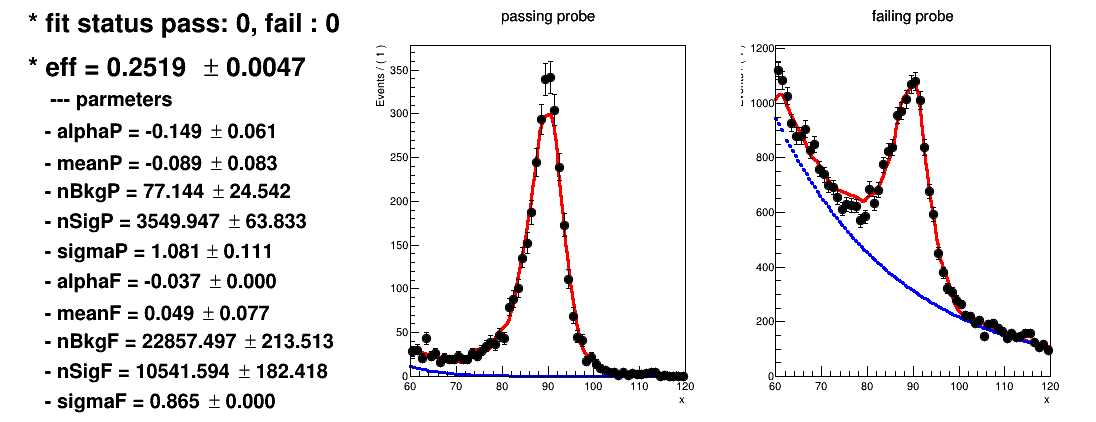 * fit status pass: 0, fail : 0
* eff = 0.2519 ± 0.0047
--- parmeters
- alphaP = -0.149 ± 0.061
- meanP = -0.089 ± 0.083
- nBkgP = 77.144 ± 24.542
- nSigP = 3549.947 ± 63.833
- sigmaP = 1.081 ± 0.111
- alphaF = -0.037 ± 0.000
- meanF = 0.049 ± 0.077
- nBkgF = 22857.497 ± 213.513
- nSigF = 10541.594 ± 182.418
- sigmaF = 0.865 ± 0.000
passing probe
Events / ( 1 )
350
300
250
200
150
100
50
0
60 70 80 90 100 110 120
x
failing probe
Events / ( 1 )
1200
1000
800
600
400
200
0
60 70 80 90 100 110 120
x